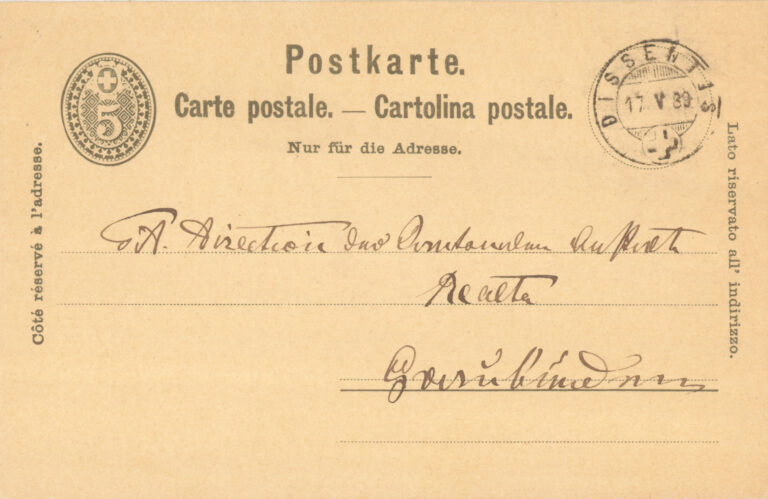 Postkarte.
Carte postale. — Cartolina postale.
Nur für die Adresse.
5
DISSENTIS
17 V 89
Côté réservé à l'adresse.
Lato riservato all' indirizzo.
Direction der Cantonalen Anstalt
Realta
Graubünden